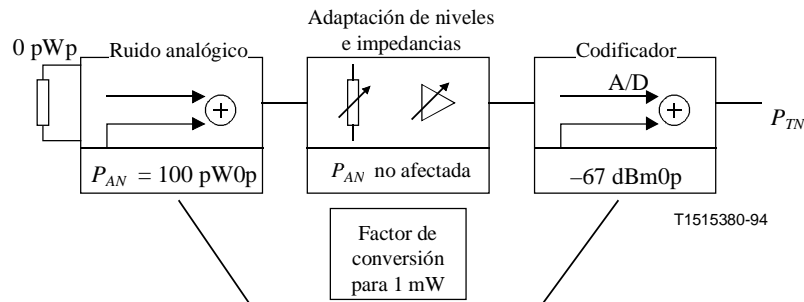 Adaptación de niveles
e impedancias
0 pWp
Ruido analógico
Codificador
A/D
P_TN
P_AN = 100 pW0p
P_AN no afectada
–67 dBm0p
T1515380-94
Factor de
conversión
para 1 mW